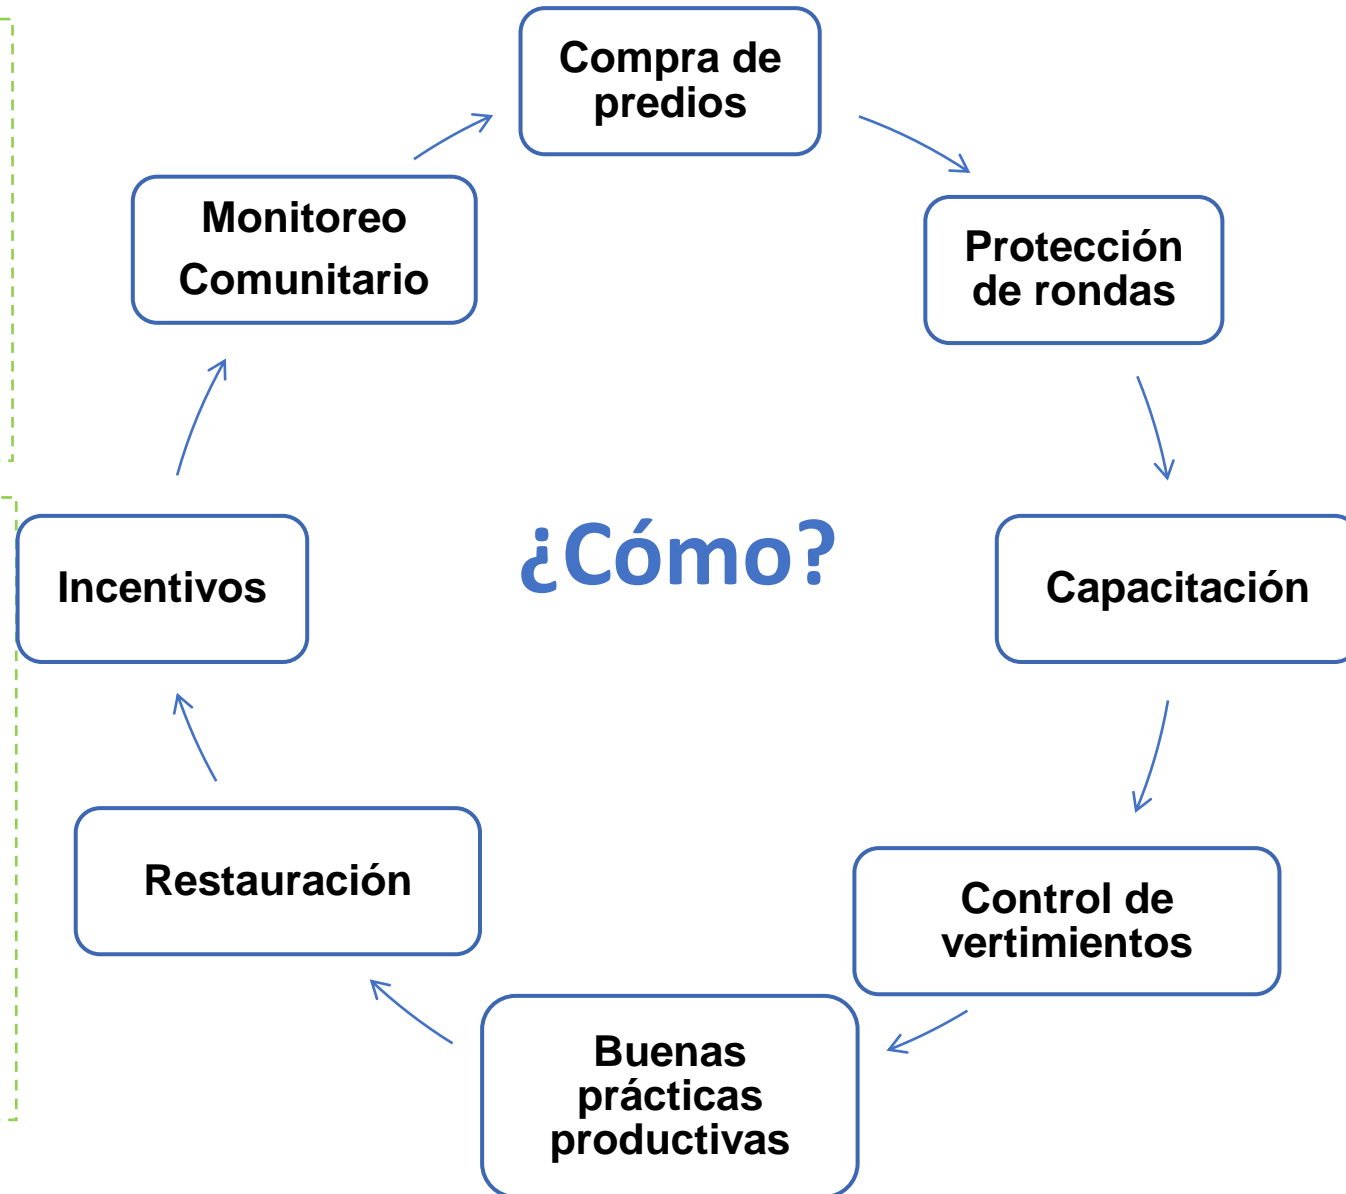 Compra de
predios
Protección
de rondas
Capacitación
Control de
vertimientos
Buenas
prácticas
productivas
Restauración
Incentivos
Monitoreo
Comunitario
¿Cómo?